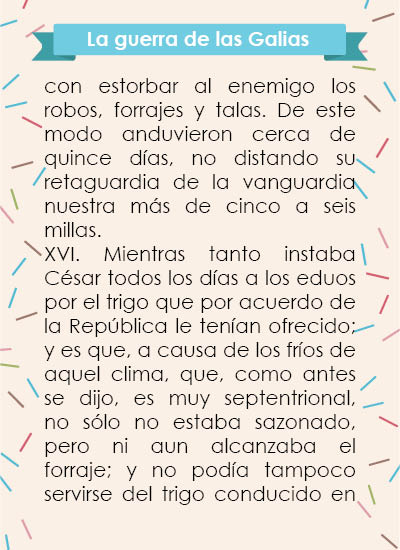 La guerra de las Galias
con estorbar al enemigo los
robos, forrajes y talas. De este
modo anduvieron cerca de
quince días, no distando su
retaguardia de la vanguardia
nuestra más de cinco a seis
millas.
XVI. Mientras tanto instaba
César todos los días a los eduos
por el trigo que por acuerdo de
la República le tenían ofrecido;
y es que, a causa de los fríos de
aquel clima, que, como antes
se dijo, es muy septentrional,
no sólo no estaba sazonado,
pero ni aun alcanzaba el
forraje; y no podía tampoco
servirse del trigo conducido en